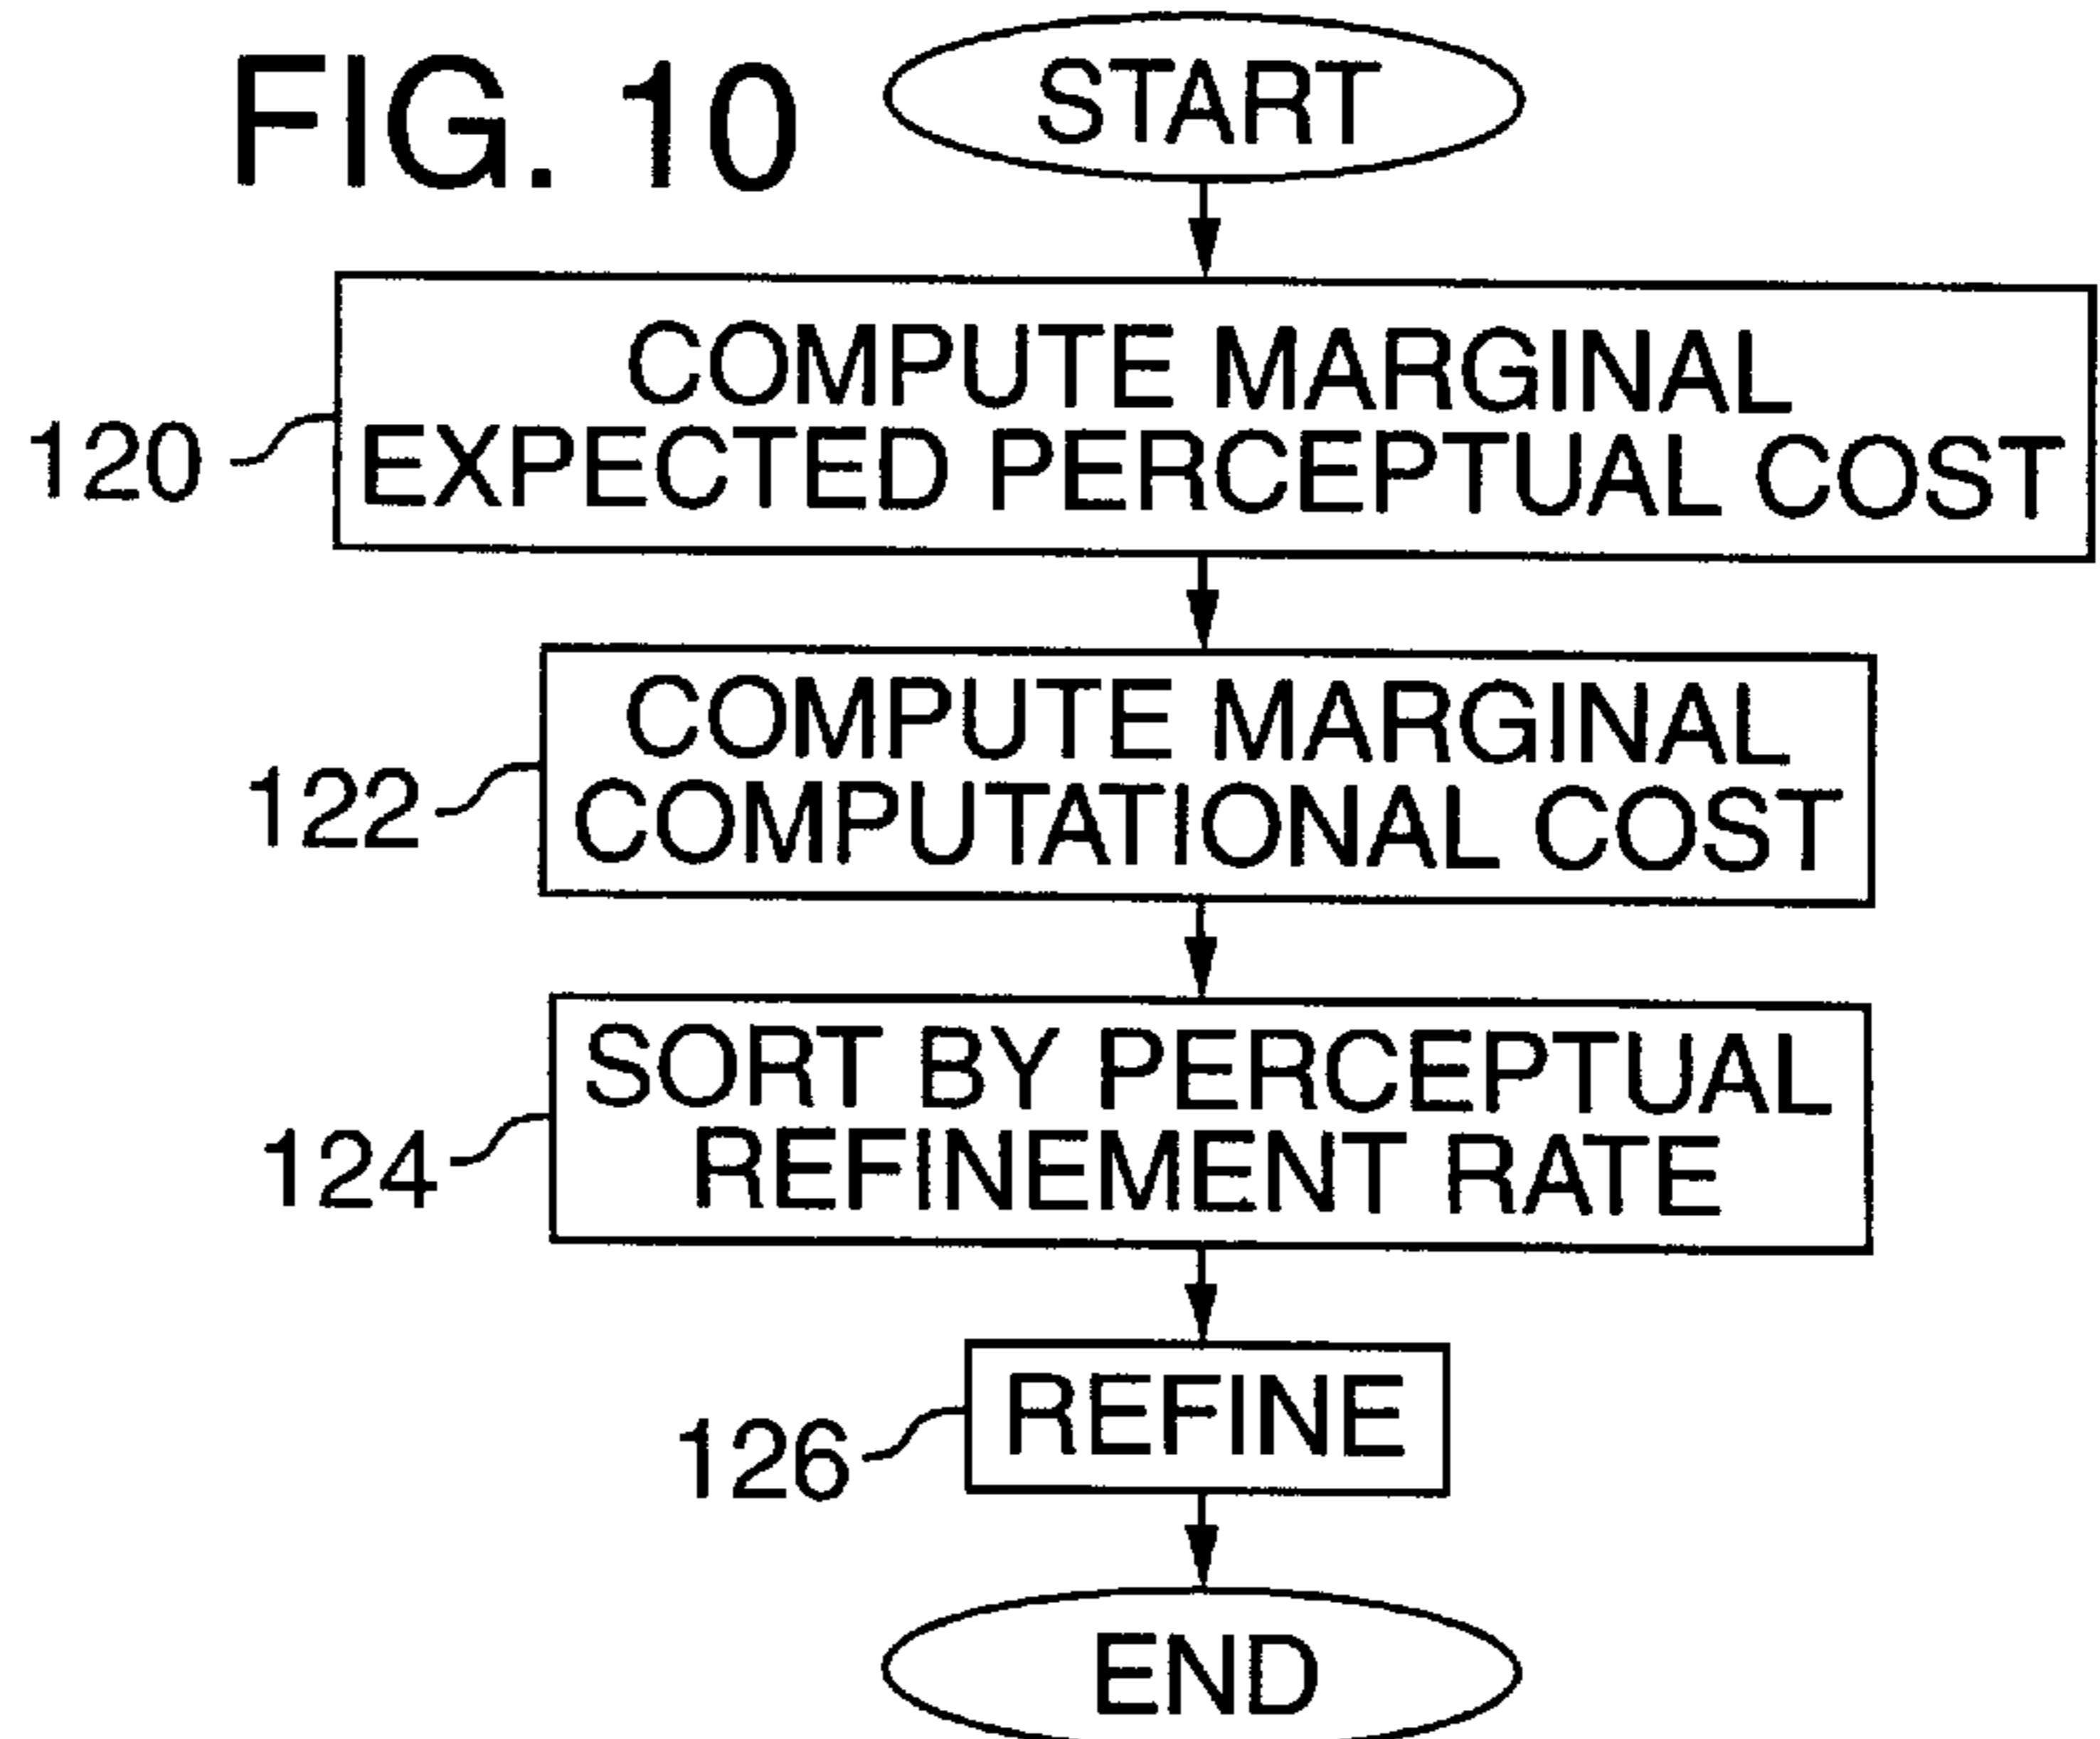 FIG. 10
START
COMPUTE MARGINAL
EXPECTED PERCEPTUAL COST
120
COMPUTE MARGINAL
COMPUTATIONAL COST
122
SORT BY PERCEPTUAL
REFINEMENT RATE
124
REFINE
126
END